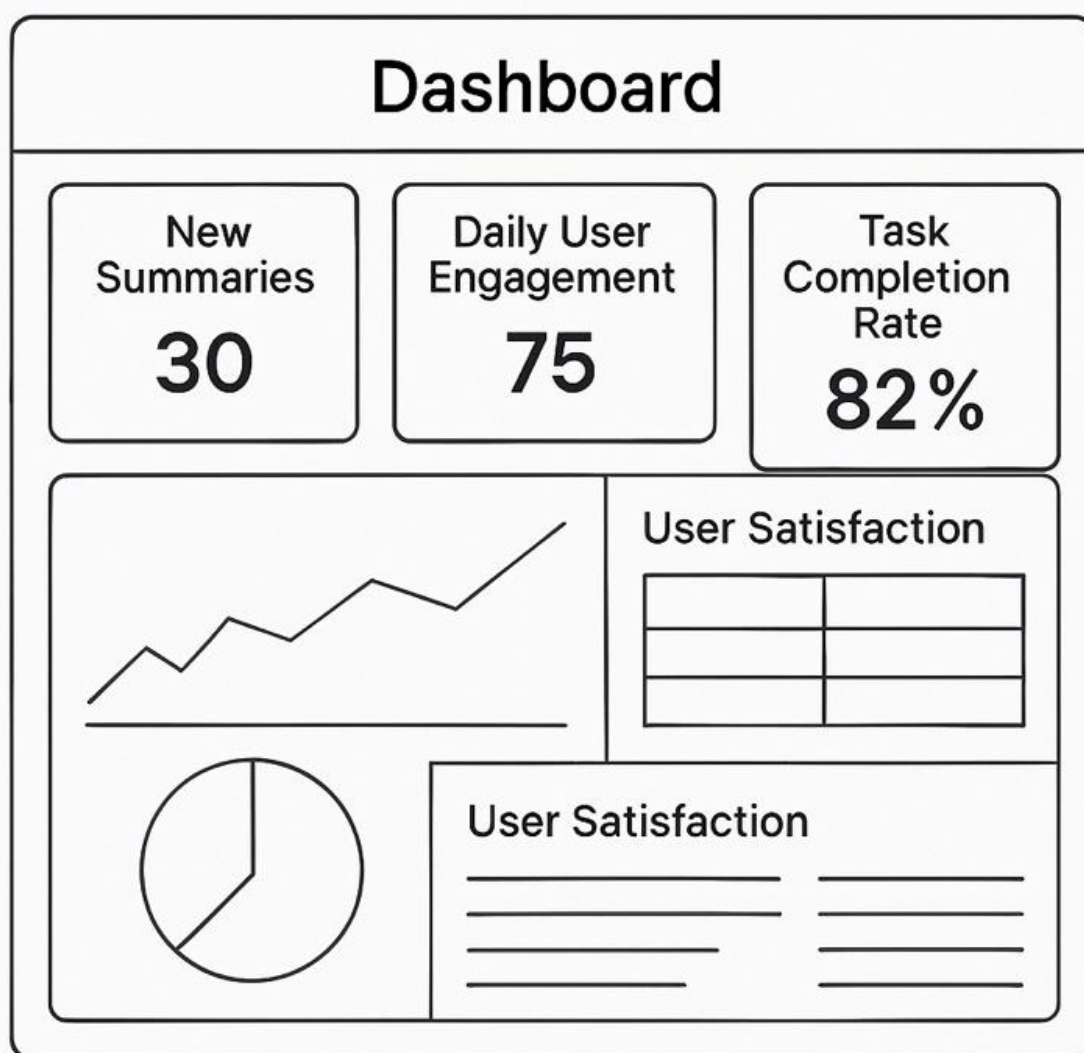 Dashboard
New
Summaries
30
Daily User
Engagement
75
Task
Completion
Rate
82%
User Satisfaction
User Satisfaction